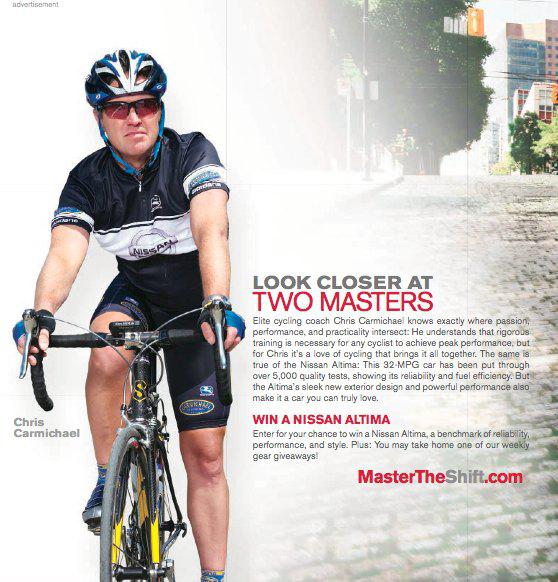 advertisement
NISSAN
LOOK CLOSER AT
TWO MASTERS
Elite cycling coach Chris Carmichael knows exactly where passion,
performance, and practicality intersect: He understands that rigorous
training is necessary for any cyclist to achieve peak performance, but
for Chris it's a love of cycling that brings it all together. The same is
true of the Nissan Altima: This 32-MPG car has been put through
over 5,000 quality tests, showing its reliability and fuel efficiency. But
the Altima's sleek new exterior design and powerful performance also
make it a car you can truly love.
Chris
Carmichael
WIN A NISSAN ALTIMA
Enter for your chance to win a Nissan Altima, a benchmark of reliability,
performance, and style. Plus: You may take home one of our weekly
gear giveaways!
MasterTheShift.com